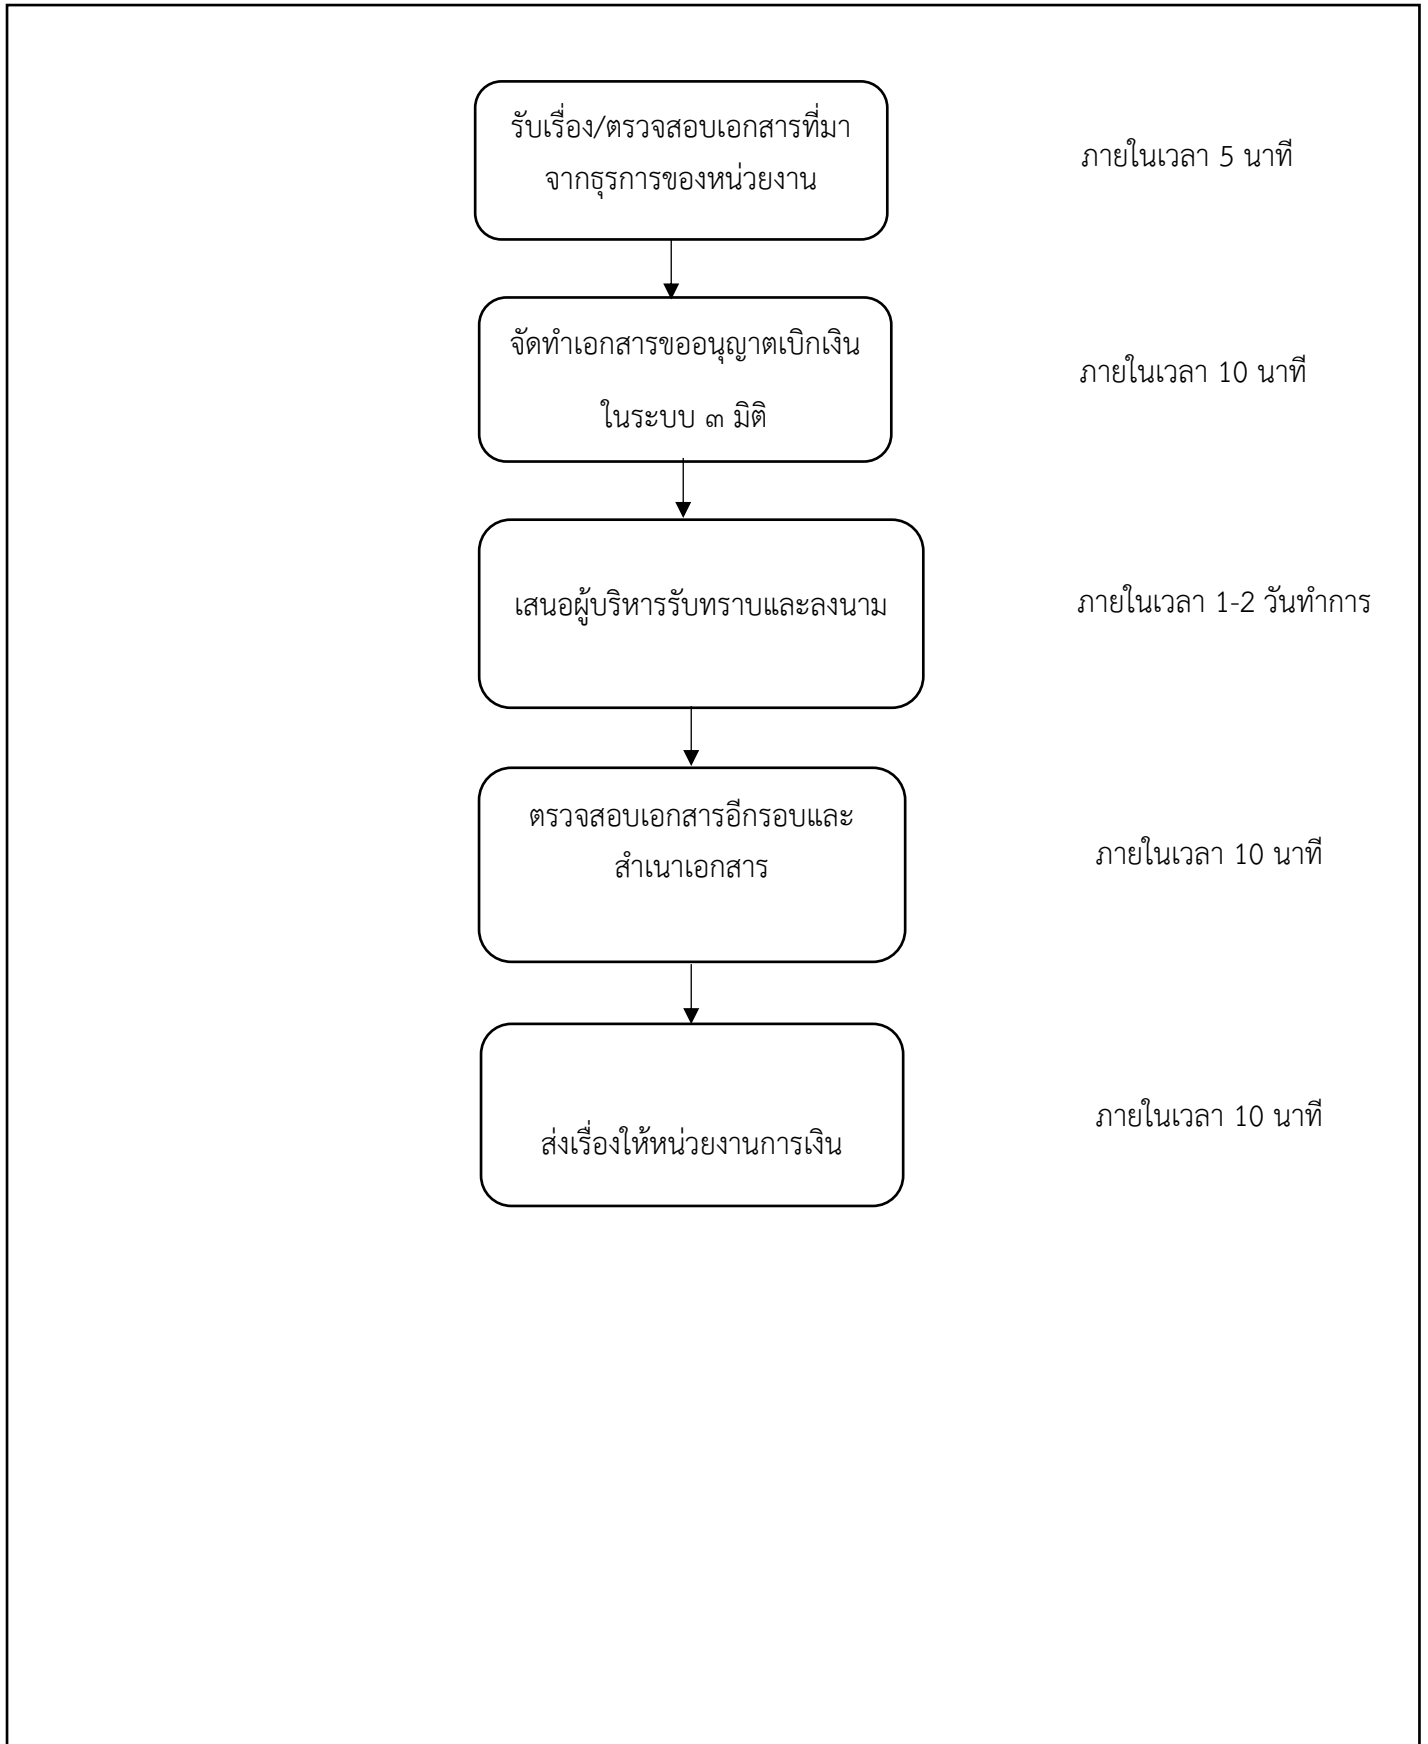 รับเรื่อง/ตรวจสอบเอกสารที่มา
จากธุรการของหน่วยงาน
ภายในเวลา 5 นาที
จัดทำเอกสารขออนุญาตเบิกเงิน
ในระบบ ๓ มิติ
ภายในเวลา 10 นาที
เสนอผู้บริหารรับทราบและลงนาม
ภายในเวลา 1-2 วันทำการ
ตรวจสอบเอกสารอีกรอบและ
สำเนาเอกสาร
ภายในเวลา 10 นาที
ส่งเรื่องให้หน่วยงานการเงิน
ภายในเวลา 10 นาที